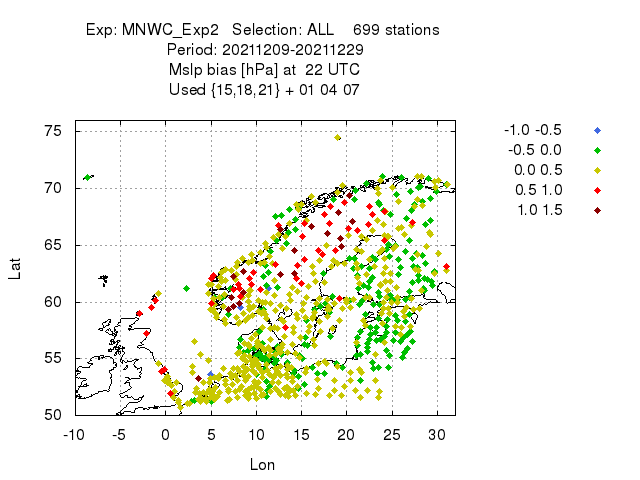 Exp: MNWC_Exp2   Selection: ALL    699 stations
Period: 20211209-20211229
Mslp bias [hPa] at  22 UTC
Used {15,18,21} + 01 04 07
-1.0 -0.5
-0.5 0.0
0.0 0.5
0.5 1.0
1.0 1.5
75
70
65
60
55
50
Lat
-10 -5 0 5 10 15 20 25 30
Lon